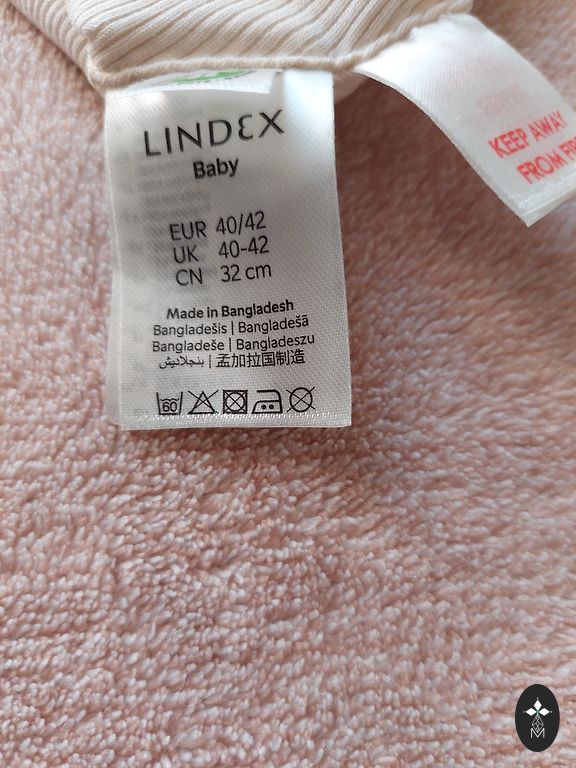 LINDEX
Baby
EUR 40/42
UK 40-42
CN 32 cm
Made in Bangladesh
Bangladešis | Bangladešā
Bangladeše | Bangladeszu
بنجلاديش | 孟加拉国制造
60
KEEP AWAY
FROM
M